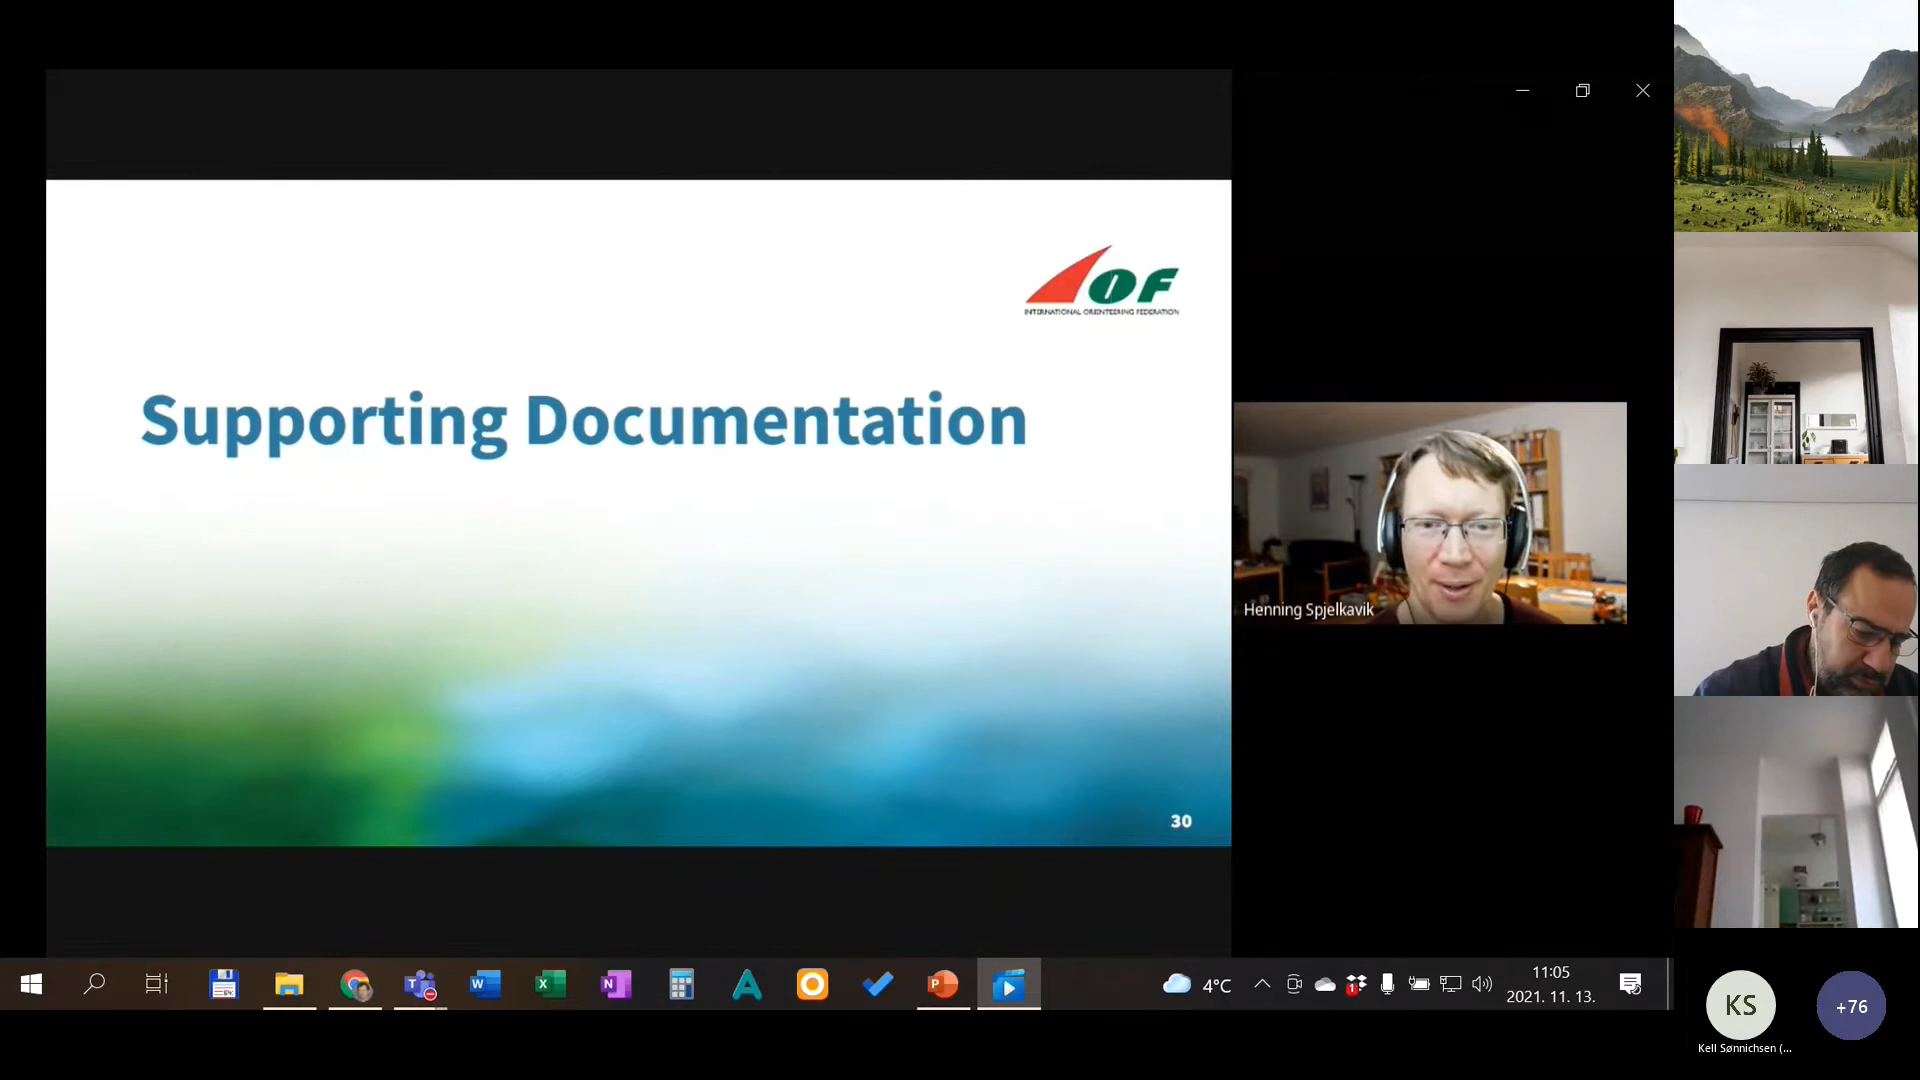 IOF
INTERNATIONAL ORIENTEERING FEDERATION
Supporting Documentation
30
Henning Spjelkavik
4°C
11:05
2021. 11. 13.
KS
+76
Kell Sønnichsen (...